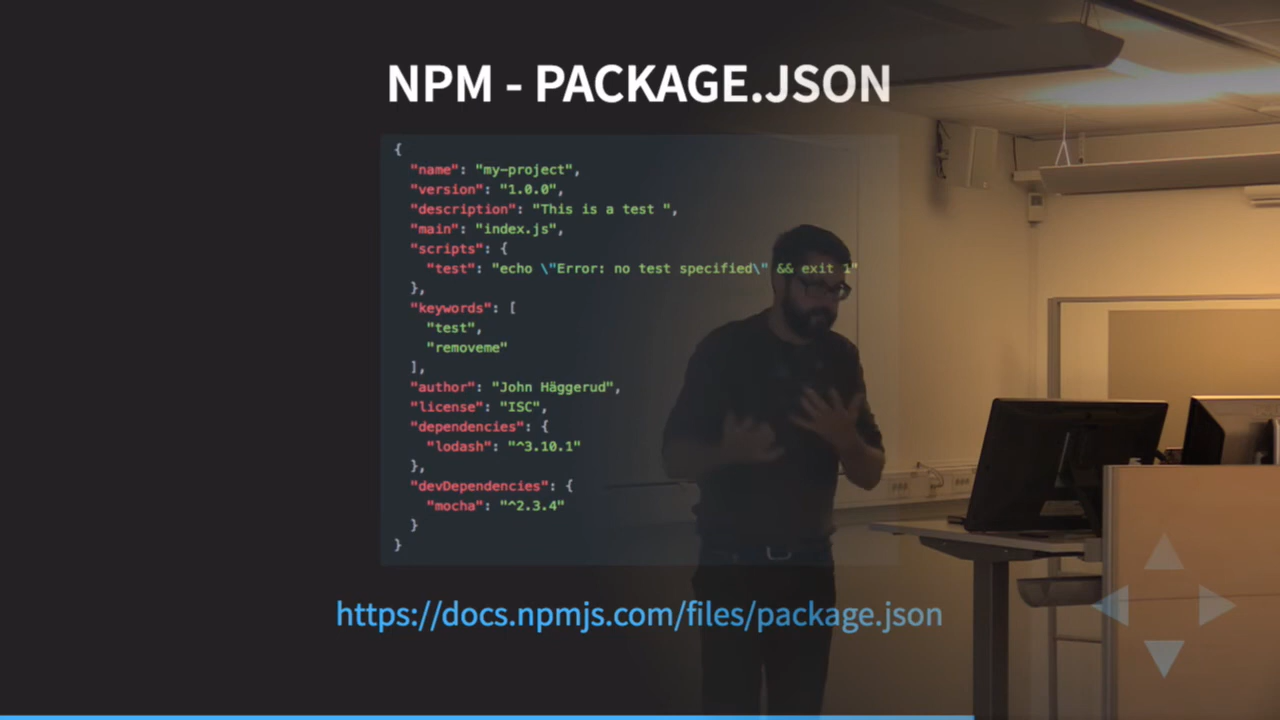 NPM - PACKAGE.JSON
{
"name": "my-project",
"version": "1.0.0",
"description": "This is a test ",
"main": "index.js",
"scripts": {
"test": "echo \"Error: no test specified\" && exit 1"
},
"keywords": [
"test",
"removeme"
],
"author": "John Häggerud",
"license": "ISC",
"dependencies": {
"lodash": "^3.10.1"
},
"devDependencies": {
"mocha": "^2.3.4"
}
}
https://docs.npmjs.com/files/package.json